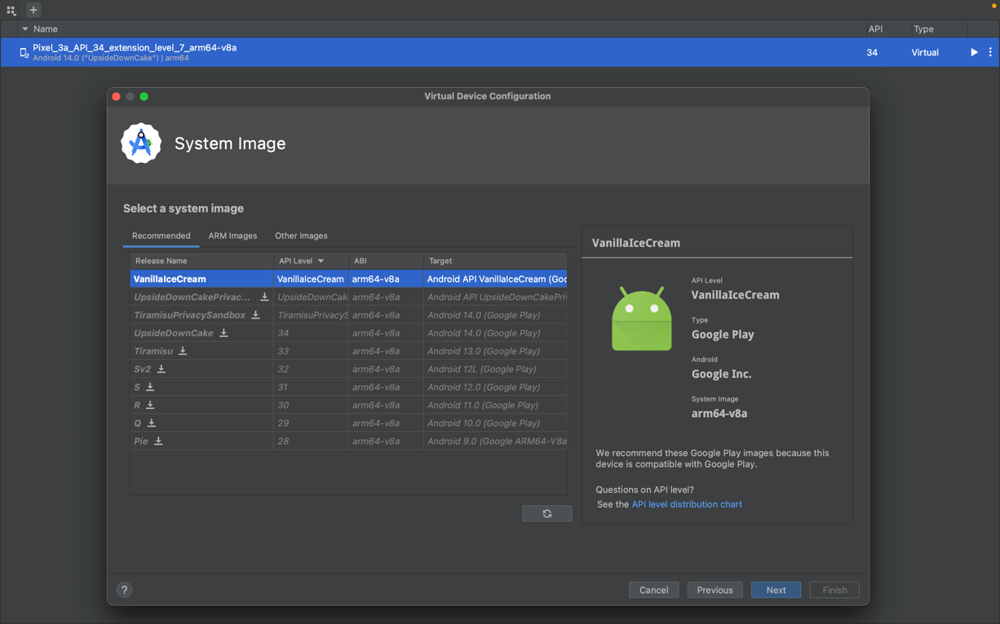 Name API Type
Pixel_3a_API_34_extension_level_7_arm64-v8a
Android 14.0 ("UpsideDownCake") | arm64
34 Virtual
Virtual Device Configuration
System Image
Select a system image
Recommended ARM Images Other Images
Release Name API Level ABI Target
VanillaIceCream VanillaIceCream arm64-v8a Android API VanillaIceCream (Goo
UpsideDownCakePrivac... UpsideDownCak arm64-v8a Android API UpsideDownCakePri
TiramisuPrivacySandbox TiramisuPrivacyS arm64-v8a Android 14.0 (Google Play)
UpsideDownCake 34 arm64-v8a Android 14.0 (Google Play)
Tiramisu 33 arm64-v8a Android 13.0 (Google Play)
Sv2 32 arm64-v8a Android 12L (Google Play)
S 31 arm64-v8a Android 12.0 (Google Play)
R 30 arm64-v8a Android 11.0 (Google Play)
Q 29 arm64-v8a Android 10.0 (Google Play)
Pie 28 arm64-v8a Android 9.0 (Google ARM64-V8a
VanillaIceCream
API Level
VanillaIceCream
Type
Google Play
Android
Google Inc.
System Image
arm64-v8a
We recommend these Google Play images because this
device is compatible with Google Play.
Questions on API level?
See the API level distribution chart
? Cancel Previous Next Finish